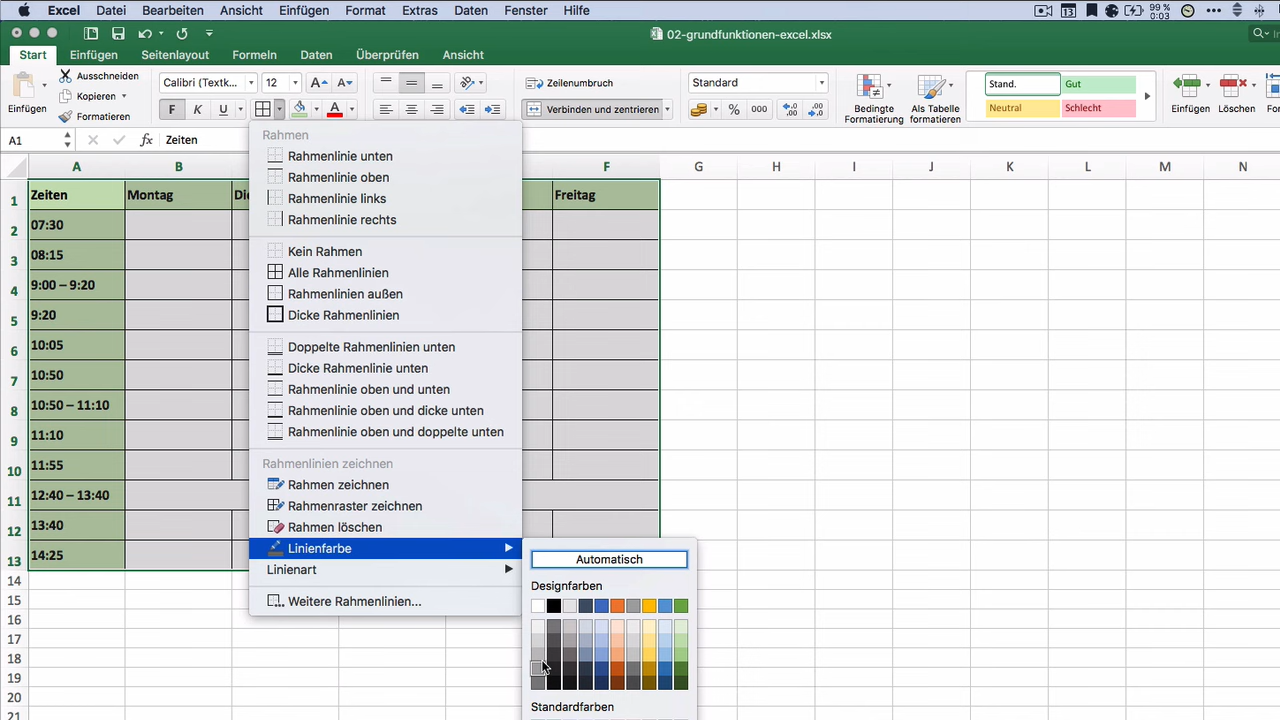 Excel Datei Bearbeiten Ansicht Einfügen Format Extras Daten Fenster Hilfe 13 99 % 0:03
02-grundfunktionen-excel.xlsx
Start Einfügen Seitenlayout Formeln Daten Überprüfen Ansicht
Einfügen
Ausschneiden
Kopieren
Formatieren
Calibri (Textk... 12
F K U
Zeilenumbruch
Verbinden und zentrieren
Standard
% 000
Bedingte Formatierung
Als Tabelle formatieren
Stand. Gut
Neutral Schlecht
Einfügen Löschen
A1 fx Zeiten
A B F G H I J K L M N
1 Zeiten Montag Freitag
2 07:30
3 08:15
4 9:00 – 9:20
5 9:20
6 10:05
7 10:50
8 10:50 – 11:10
9 11:10
10 11:55
11 12:40 – 13:40
12 13:40
13 14:25
14
15
16
17
18
19
20
21
Rahmen
Rahmenlinie unten
Rahmenlinie oben
Rahmenlinie links
Rahmenlinie rechts
Kein Rahmen
Alle Rahmenlinien
Rahmenlinien außen
Dicke Rahmenlinien
Doppelte Rahmenlinien unten
Dicke Rahmenlinie unten
Rahmenlinie oben und unten
Rahmenlinie oben und dicke unten
Rahmenlinie oben und doppelte unten
Rahmenlinien zeichnen
Rahmen zeichnen
Rahmenraster zeichnen
Rahmen löschen
Linienfarbe
Linienart
Weitere Rahmenlinien...
Automatisch
Designfarben
Standardfarben